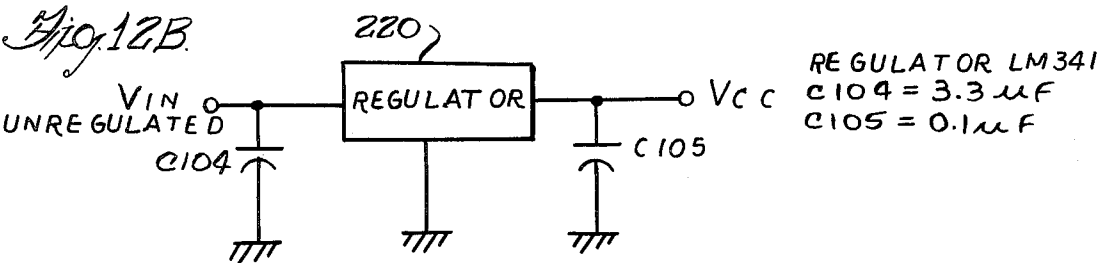 Fig. 12B.
220
VIN
UNREGULATED
REGULATOR
VCC
C104
C105
REGULATOR LM341
C104 = 3.3 uF
C105 = 0.1 uF